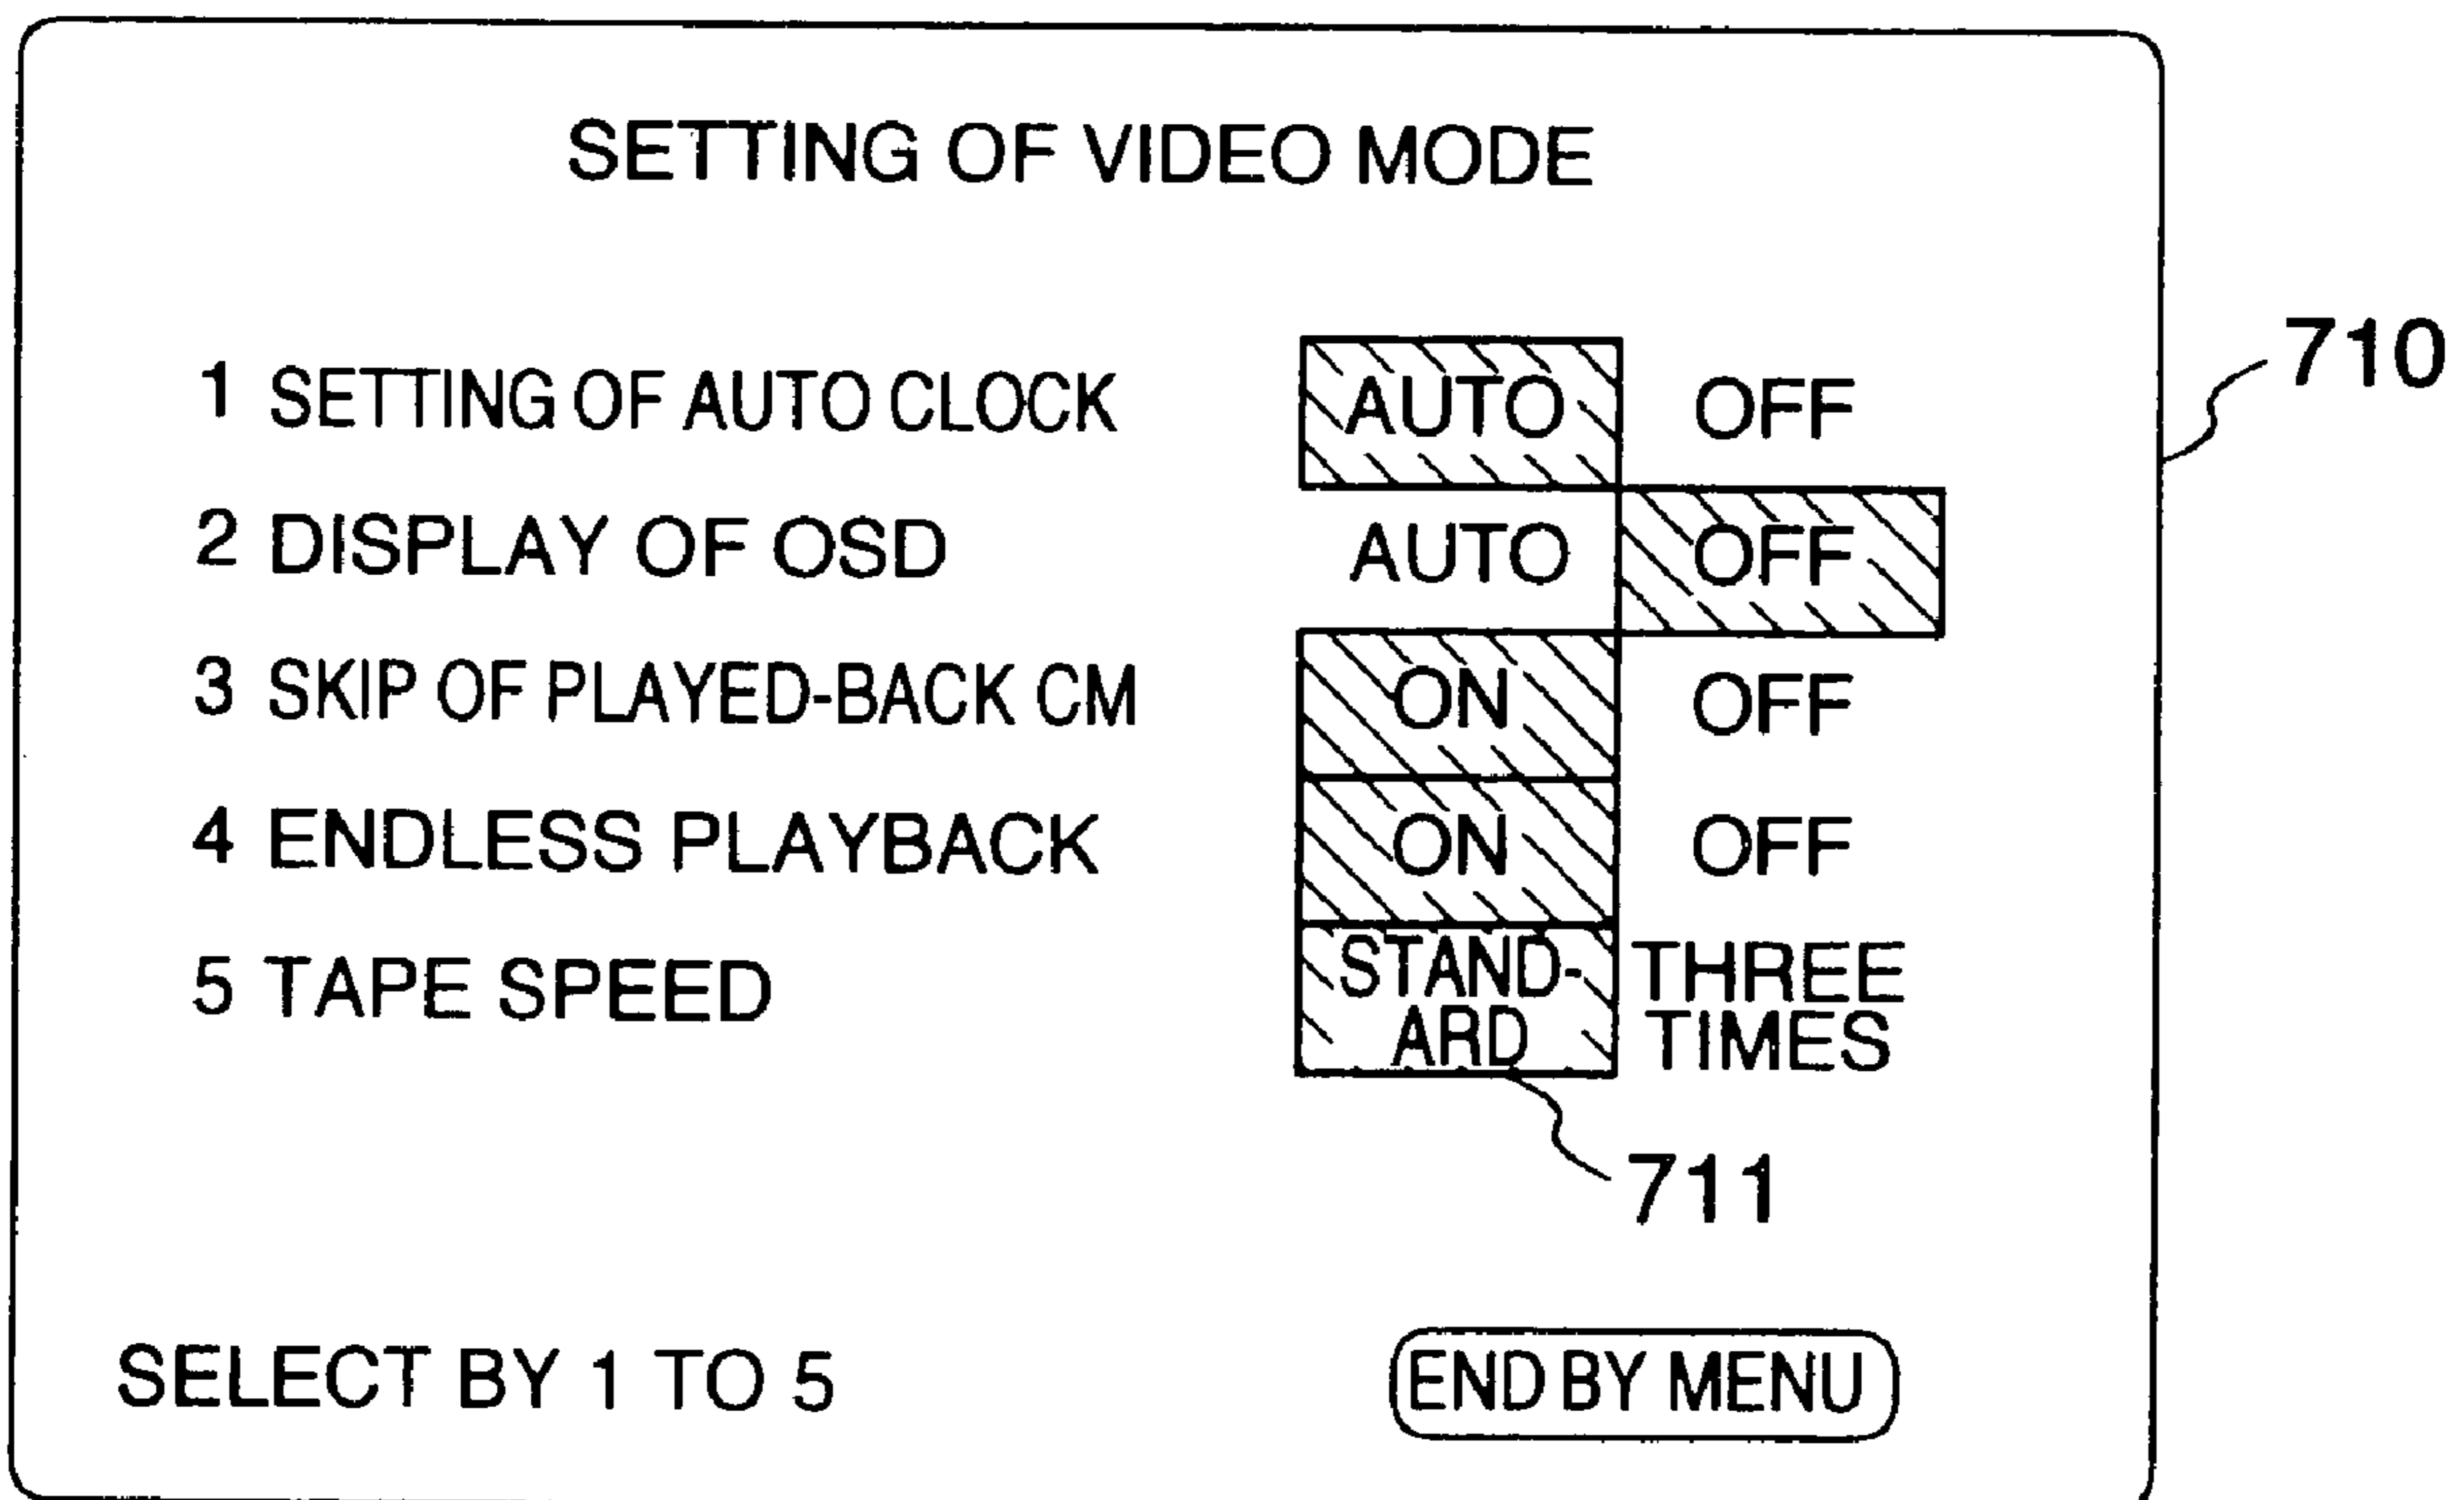 SETTING OF VIDEO MODE
710
1 SETTING OF AUTO CLOCK AUTO OFF
2 DISPLAY OF OSD AUTO OFF
3 SKIP OF PLAYED-BACK CM ON OFF
4 ENDLESS PLAYBACK ON OFF
5 TAPE SPEED STAND- THREE
ARD TIMES
711
SELECT BY 1 TO 5 END BY MENU